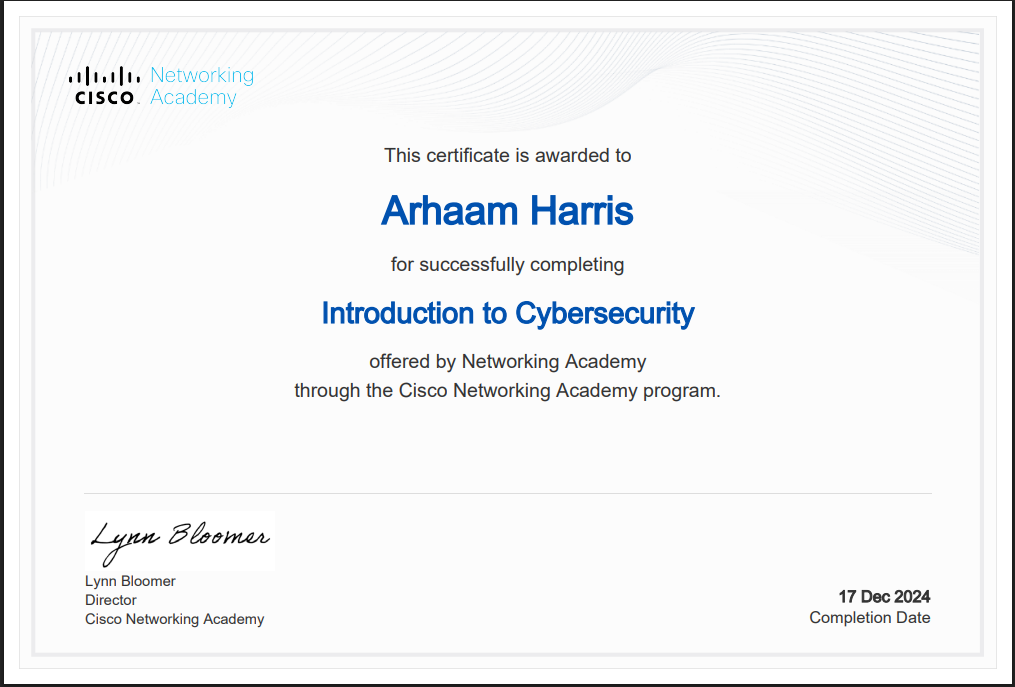 Networking
CISCO Academy
This certificate is awarded to
Arhaam Harris
for successfully completing
Introduction to Cybersecurity
offered by Networking Academy
through the Cisco Networking Academy program.
Lynn Bloomer
Lynn Bloomer
Director
Cisco Networking Academy
17 Dec 2024
Completion Date